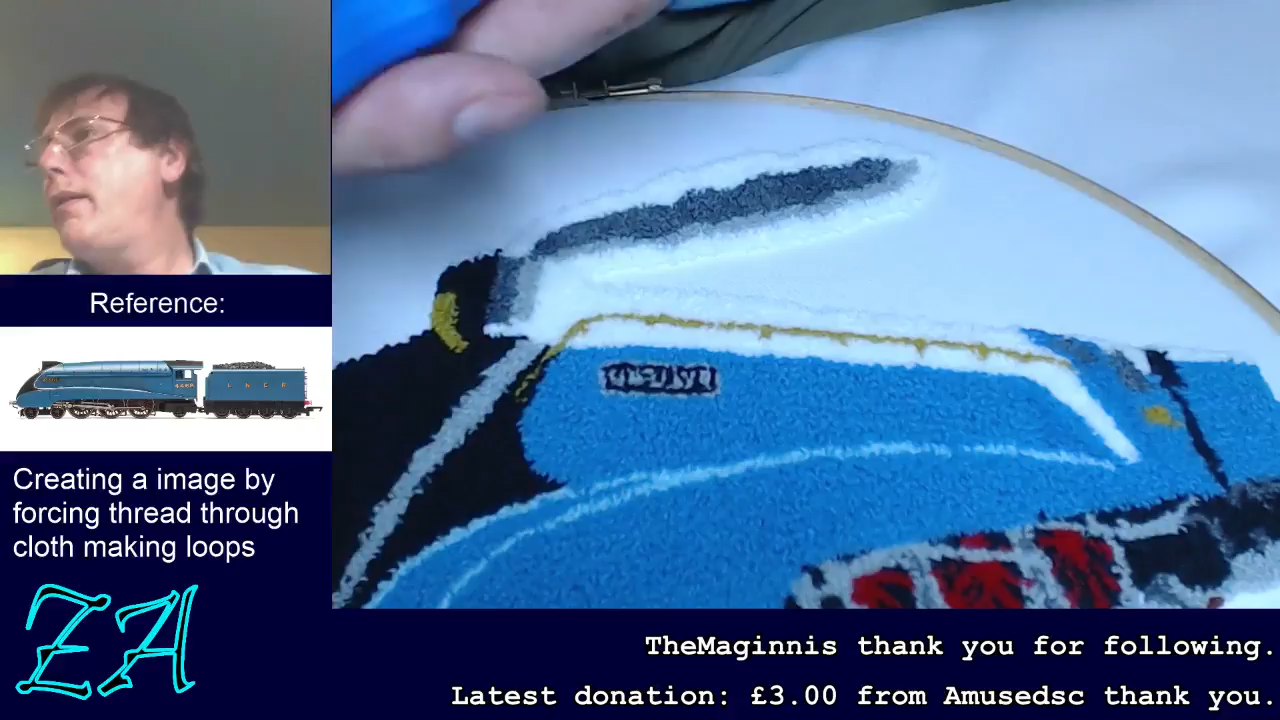 Reference:
Creating a image by
forcing thread through
cloth making loops
ZA
TheMaginnis thank you for following.
Latest donation: £3.00 from Amusedsc thank you.